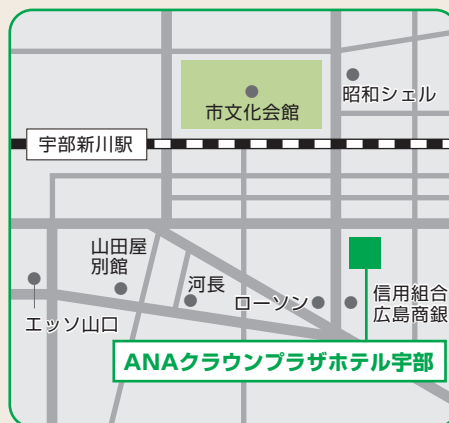 昭和シェル
市文化会館
宇部新川駅
山田屋
別館
河長
ローソン
信用組合
広島商銀
エッソ山口
ANAクラウンプラザホテル宇部